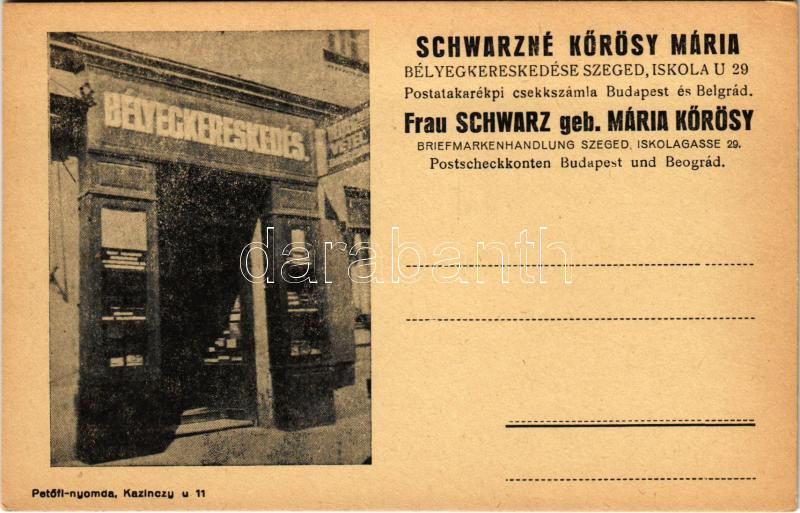 BÉLYEGKERESKEDÉS.
VÉTEL
SCHWARZNÉ KŐRÖSY MÁRIA
BÉLYEGKERESKEDÉSE SZEGED, ISKOLA U 29
Postatakarékpi csekkszámla Budapest és Belgrád.
Frau SCHWARZ geb. MÁRIA KŐRÖSY
BRIEFMARKENHANDLUNG SZEGED, ISKOLAGASSE 29.
Postscheckkonten Budapest und Beográd.
darabanth
Petőfi-nyomda, Kazinczy u 11